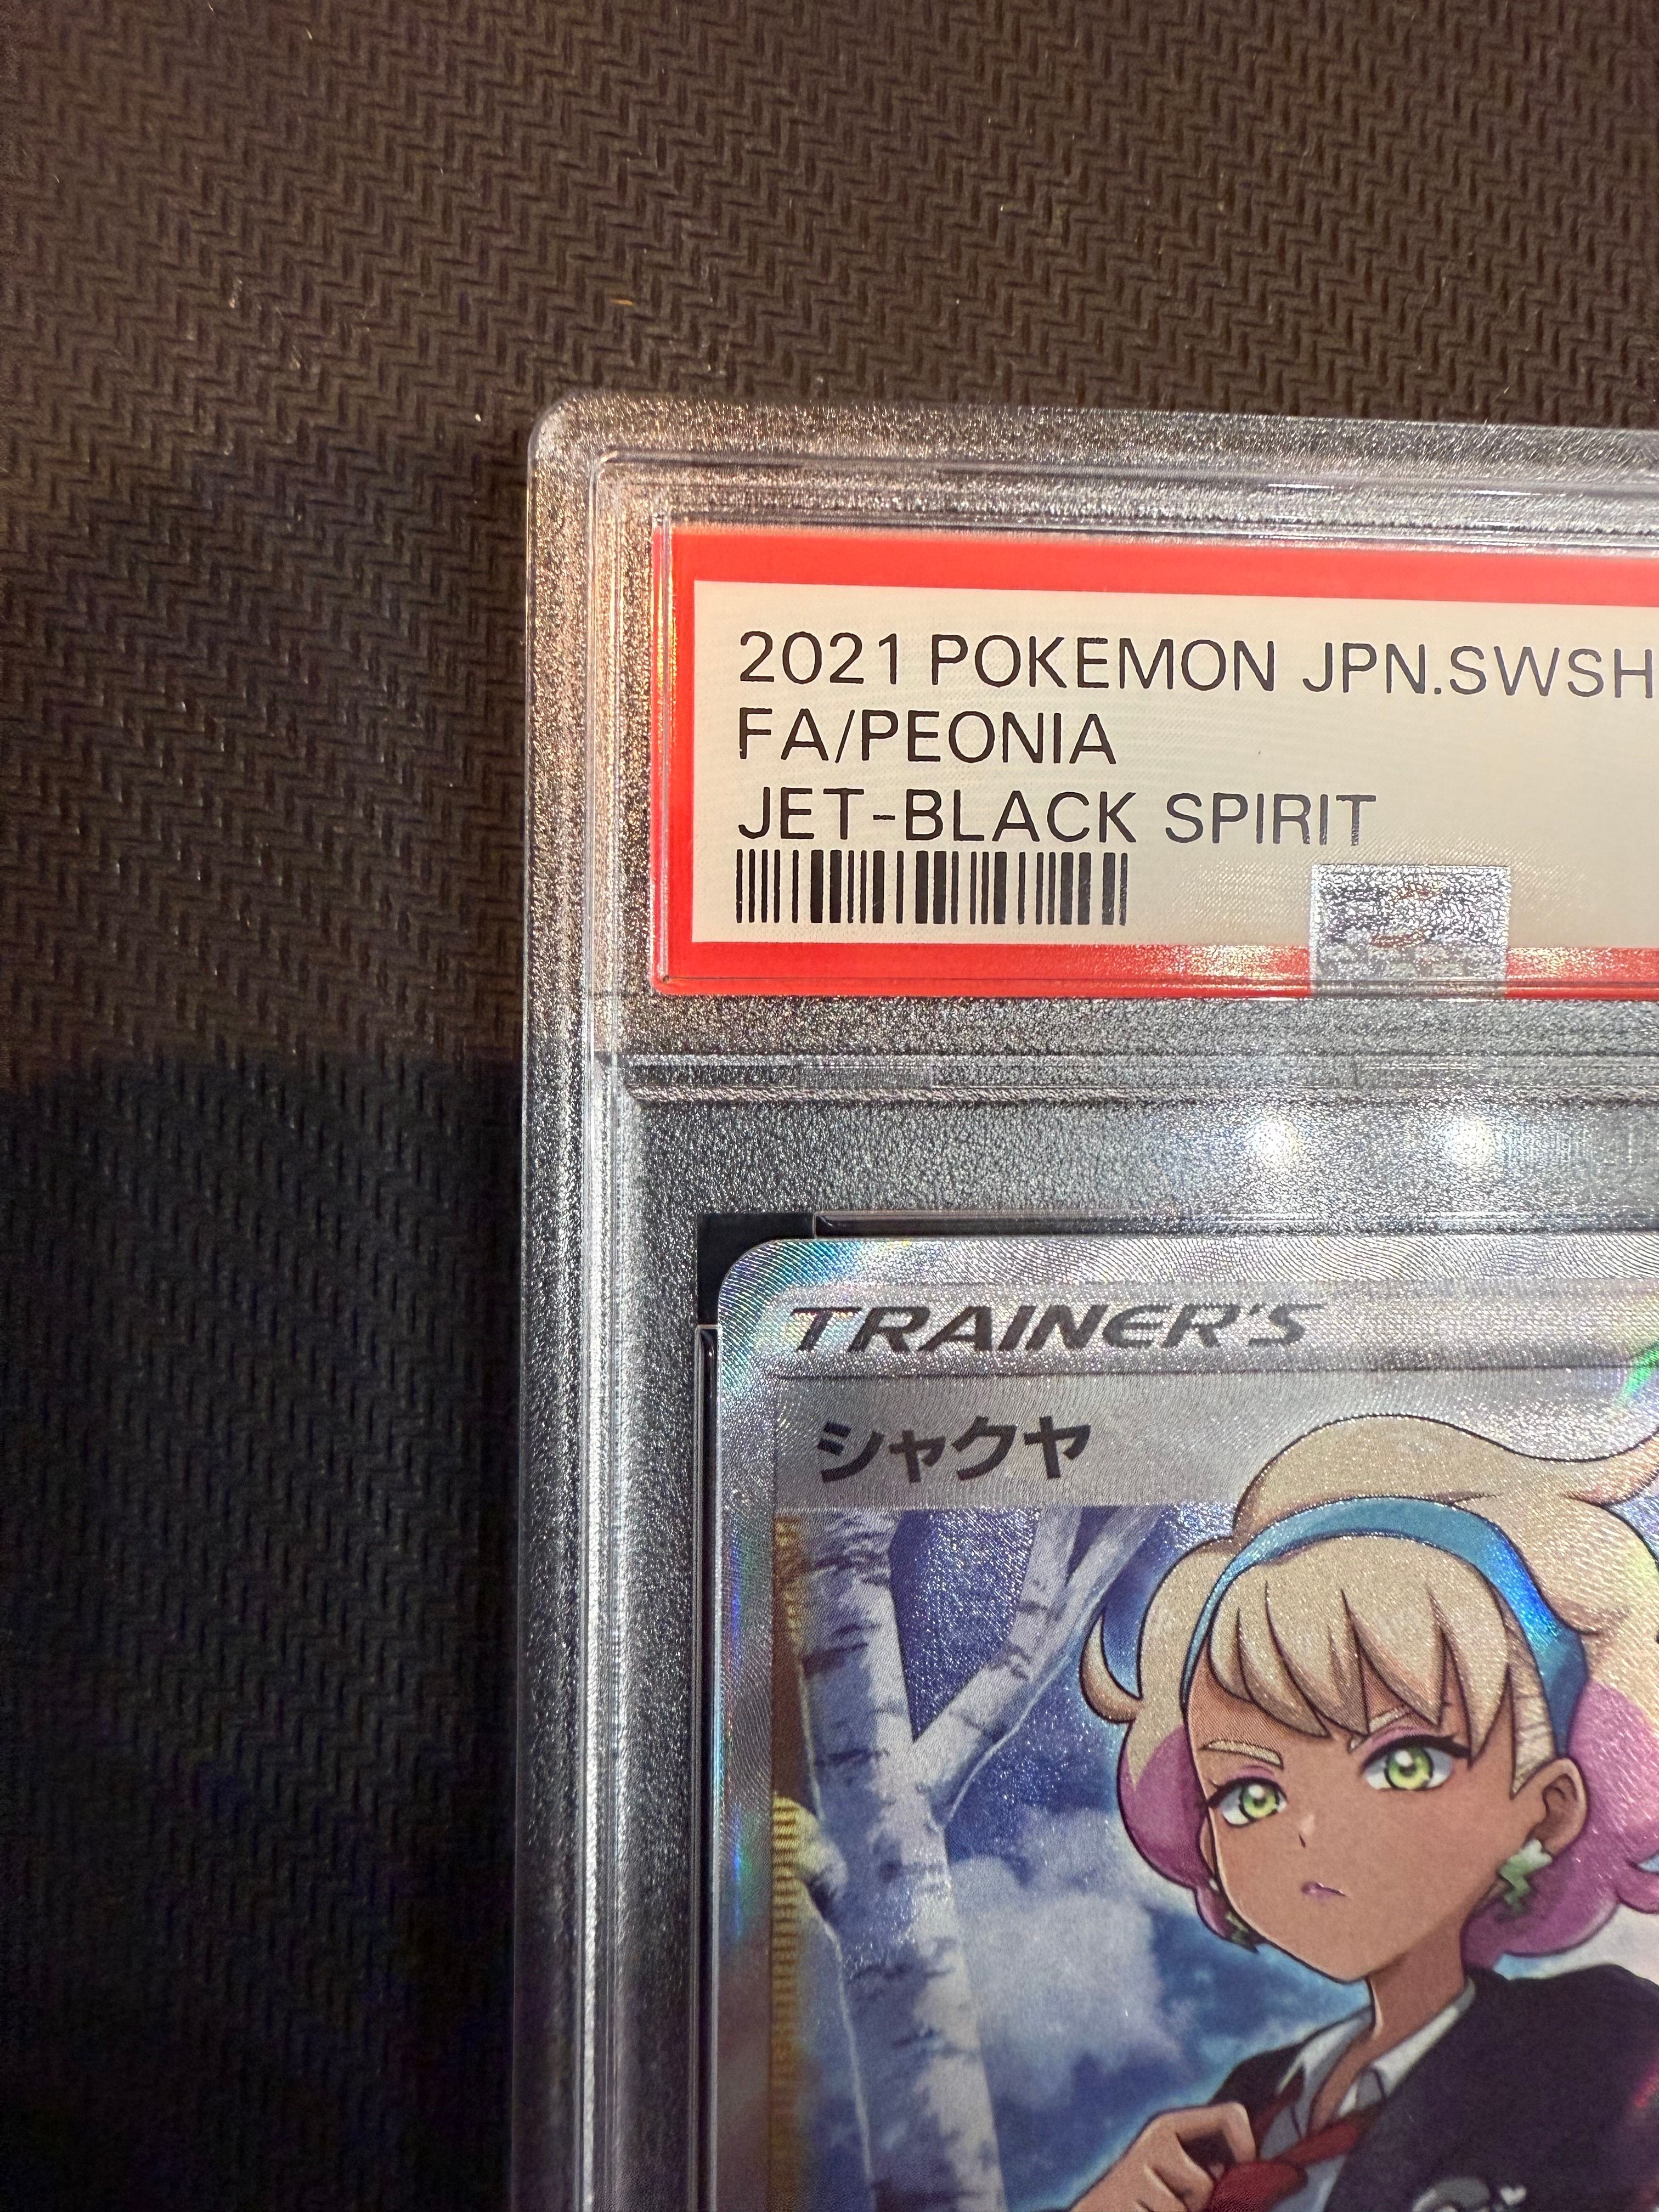 2021 POKEMON JPN.SWSH
FA/PEONIA
JET-BLACK SPIRIT
TRAINER'S
シャクヤ